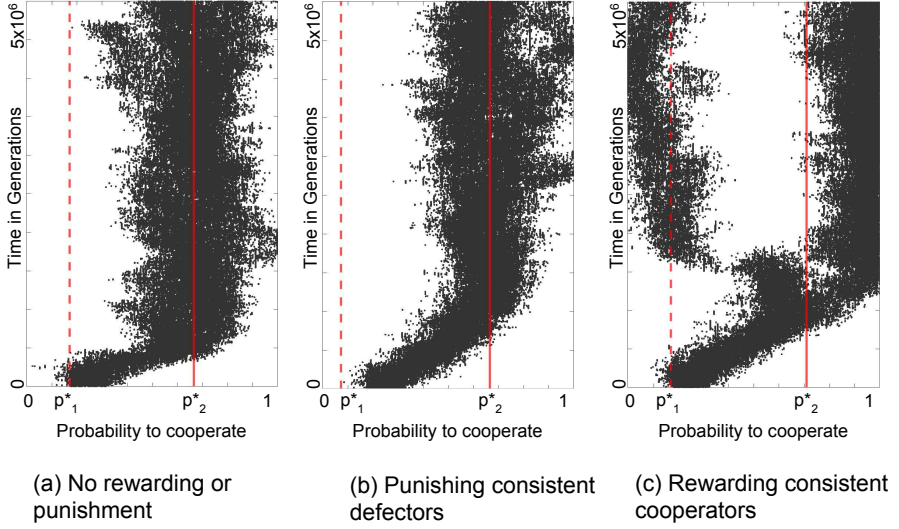 5x10⁶
Time in Generations
0
0 p*₁ p*₂ 1
Probability to cooperate
(a) No rewarding or
punishment
5x10⁶
Time in Generations
0
0 p*₁ p*₂ 1
Probability to cooperate
(b) Punishing consistent
defectors
5x10⁶
Time in Generations
0
0 p*₁ p*₂ 1
Probability to cooperate
(c) Rewarding consistent
cooperators